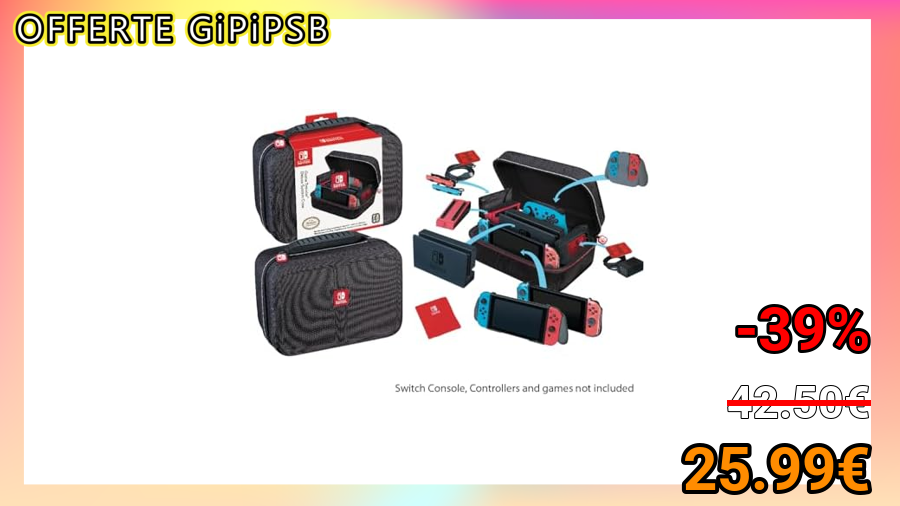 OFFERTE GiPiPSB
Switch Console, Controllers and games not included
-39%
42.50€
25.99€